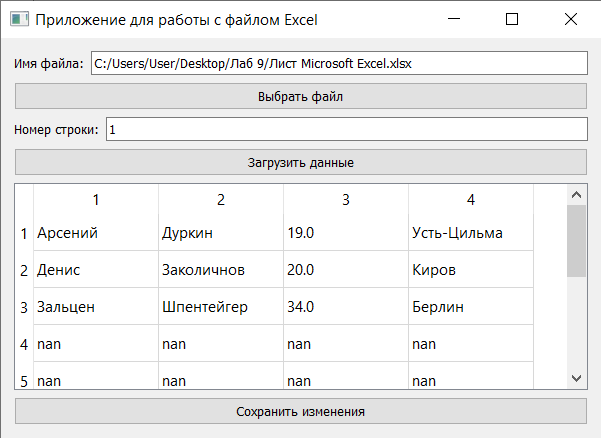 Приложение для работы с файлом Excel
Имя файла: C:/Users/User/Desktop/Лаб 9/Лист Microsoft Excel.xlsx
Выбрать файл
Номер строки: 1
Загрузить данные
1 2 3 4
1 Арсений Дуркин 19.0 Усть-Цильма
2 Денис Заколичнов 20.0 Киров
3 Зальцен Шпентейгер 34.0 Берлин
4 nan nan nan nan
5 nan nan nan nan
Сохранить изменения